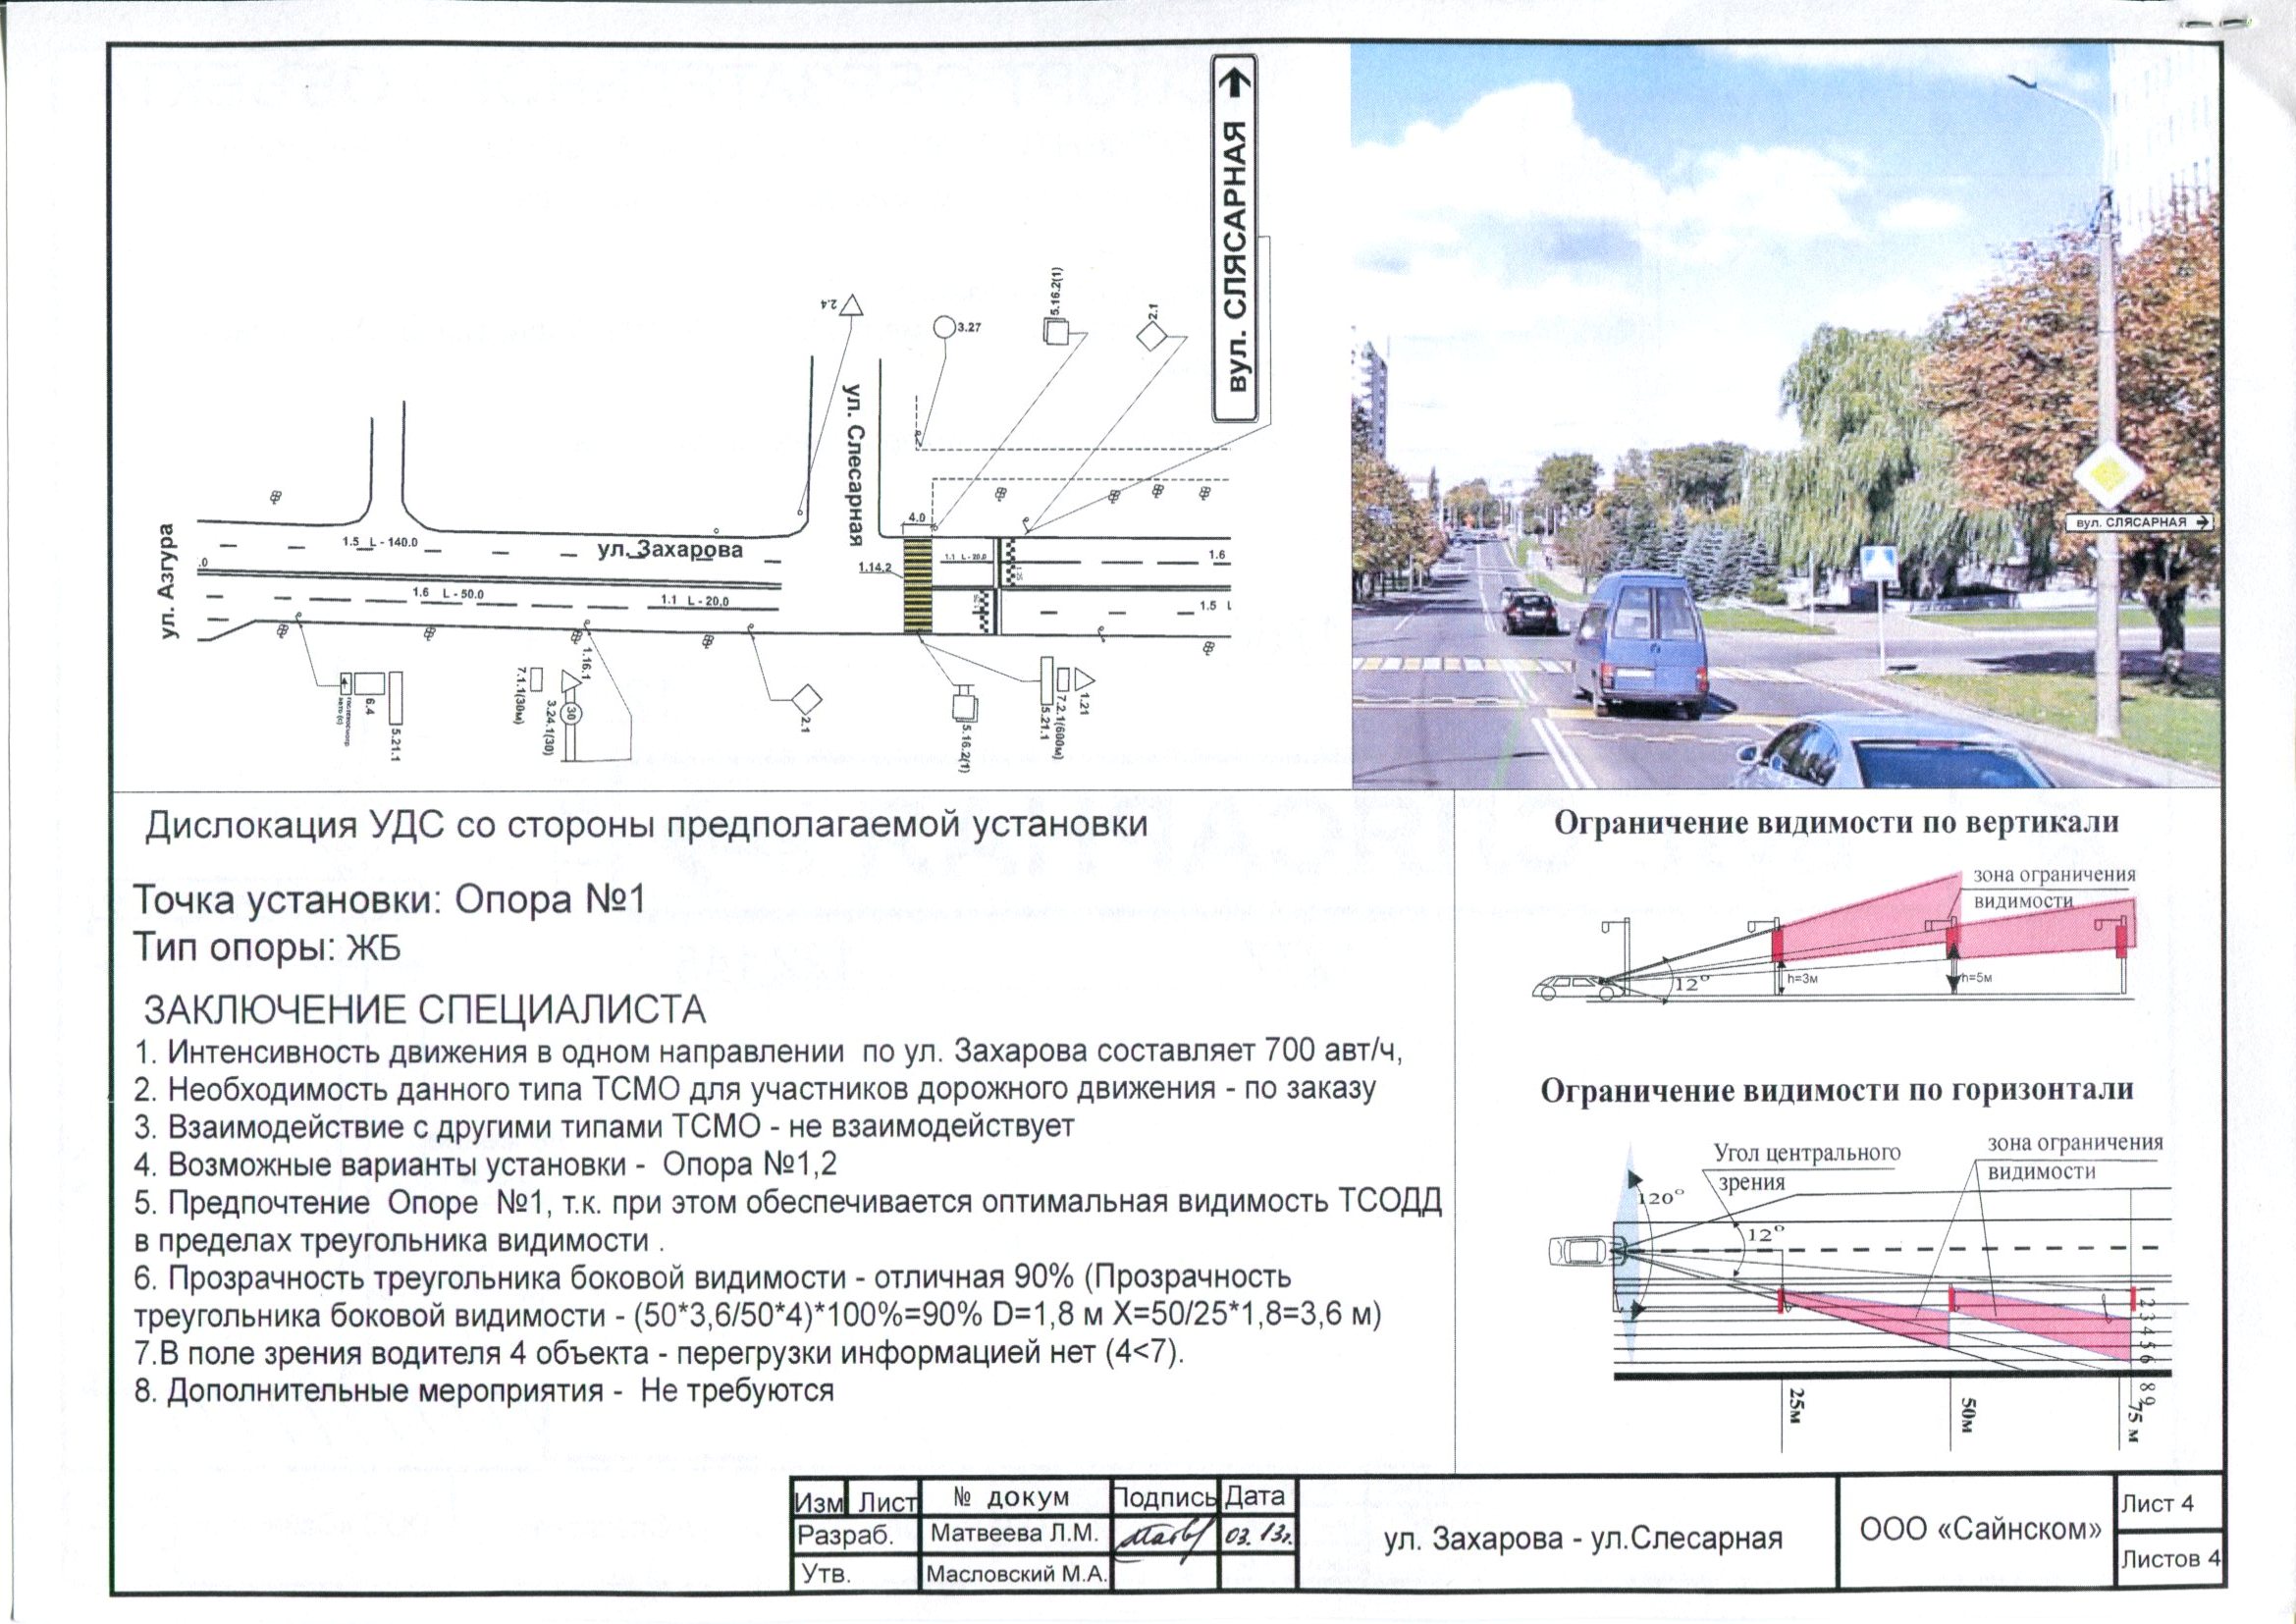 вул. СЛЯСАРНАЯ
2.4
3.27
5.16.2(1)
2.1
ул. Слесарная
4.0
ул. Азгура
1.5 L - 140.0
ул. Захарова
1.1 L - 20.0
1.6
1.14.2
.0
1.6 L - 50.0
1.1 L - 20.0
1.5 L
6.4
5.21.1
7.1.1(30м)
3.24.1(30)
30
1.16.1
2.1
5.16.2(1)
5.21.1
7.2.1(600м)
1.21
вул. СЛЯСАРНАЯ
Дислокация УДС со стороны предполагаемой установки
Точка установки: Опора №1
Тип опоры: ЖБ
ЗАКЛЮЧЕНИЕ СПЕЦИАЛИСТА
1. Интенсивность движения в одном направлении по ул. Захарова составляет 700 авт/ч,
2. Необходимость данного типа ТСМО для участников дорожного движения - по заказу
3. Взаимодействие с другими типами ТСМО - не взаимодействует
4. Возможные варианты установки - Опора №1,2
5. Предпочтение Опоре №1, т.к. при этом обеспечивается оптимальная видимость ТСОДД
в пределах треугольника видимости .
6. Прозрачность треугольника боковой видимости - отличная 90% (Прозрачность
треугольника боковой видимости - (50*3,6/50*4)*100%=90% D=1,8 м X=50/25*1,8=3,6 м)
7.В поле зрения водителя 4 объекта - перегрузки информацией нет (4<7).
8. Дополнительные мероприятия - Не требуются
Ограничение видимости по вертикали
зона ограничения
видимости
12°
h=3м
h=5м
Ограничение видимости по горизонтали
Угол центрального
зрения
зона ограничения
видимости
120°
12°
1 2 3 4 5 6 8 9
25м
50м
75 м
Изм Лист № докум Подпись Дата
Разраб. Матвеева Л.М. 03.13г.
Утв. Масловский М.А.
ул. Захарова - ул.Слесарная
ООО «Сайнском»
Лист 4
Листов 4